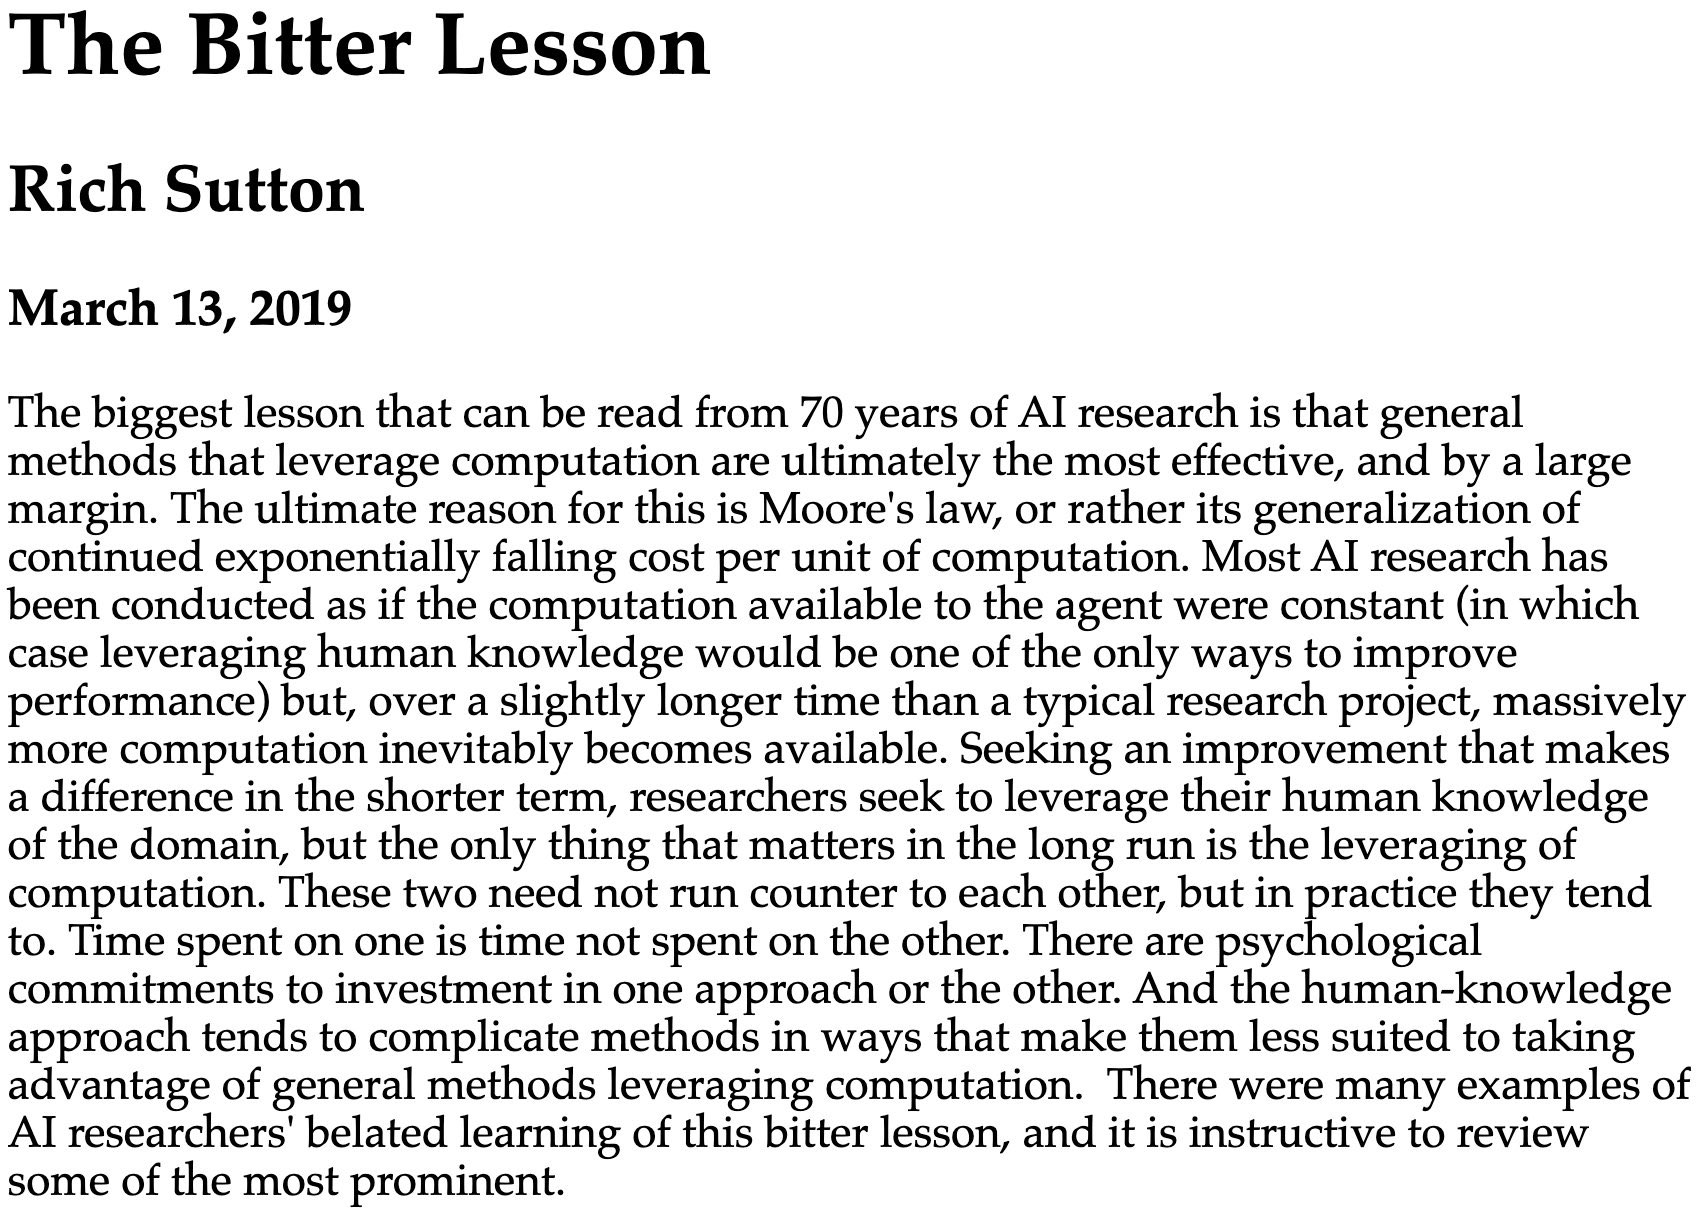 The Bitter Lesson
Rich Sutton
March 13, 2019
The biggest lesson that can be read from 70 years of AI research is that general
methods that leverage computation are ultimately the most effective, and by a large
margin. The ultimate reason for this is Moore's law, or rather its generalization of
continued exponentially falling cost per unit of computation. Most AI research has
been conducted as if the computation available to the agent were constant (in which
case leveraging human knowledge would be one of the only ways to improve
performance) but, over a slightly longer time than a typical research project, massively
more computation inevitably becomes available. Seeking an improvement that makes
a difference in the shorter term, researchers seek to leverage their human knowledge
of the domain, but the only thing that matters in the long run is the leveraging of
computation. These two need not run counter to each other, but in practice they tend
to. Time spent on one is time not spent on the other. There are psychological
commitments to investment in one approach or the other. And the human-knowledge
approach tends to complicate methods in ways that make them less suited to taking
advantage of general methods leveraging computation.  There were many examples of
AI researchers' belated learning of this bitter lesson, and it is instructive to review
some of the most prominent.